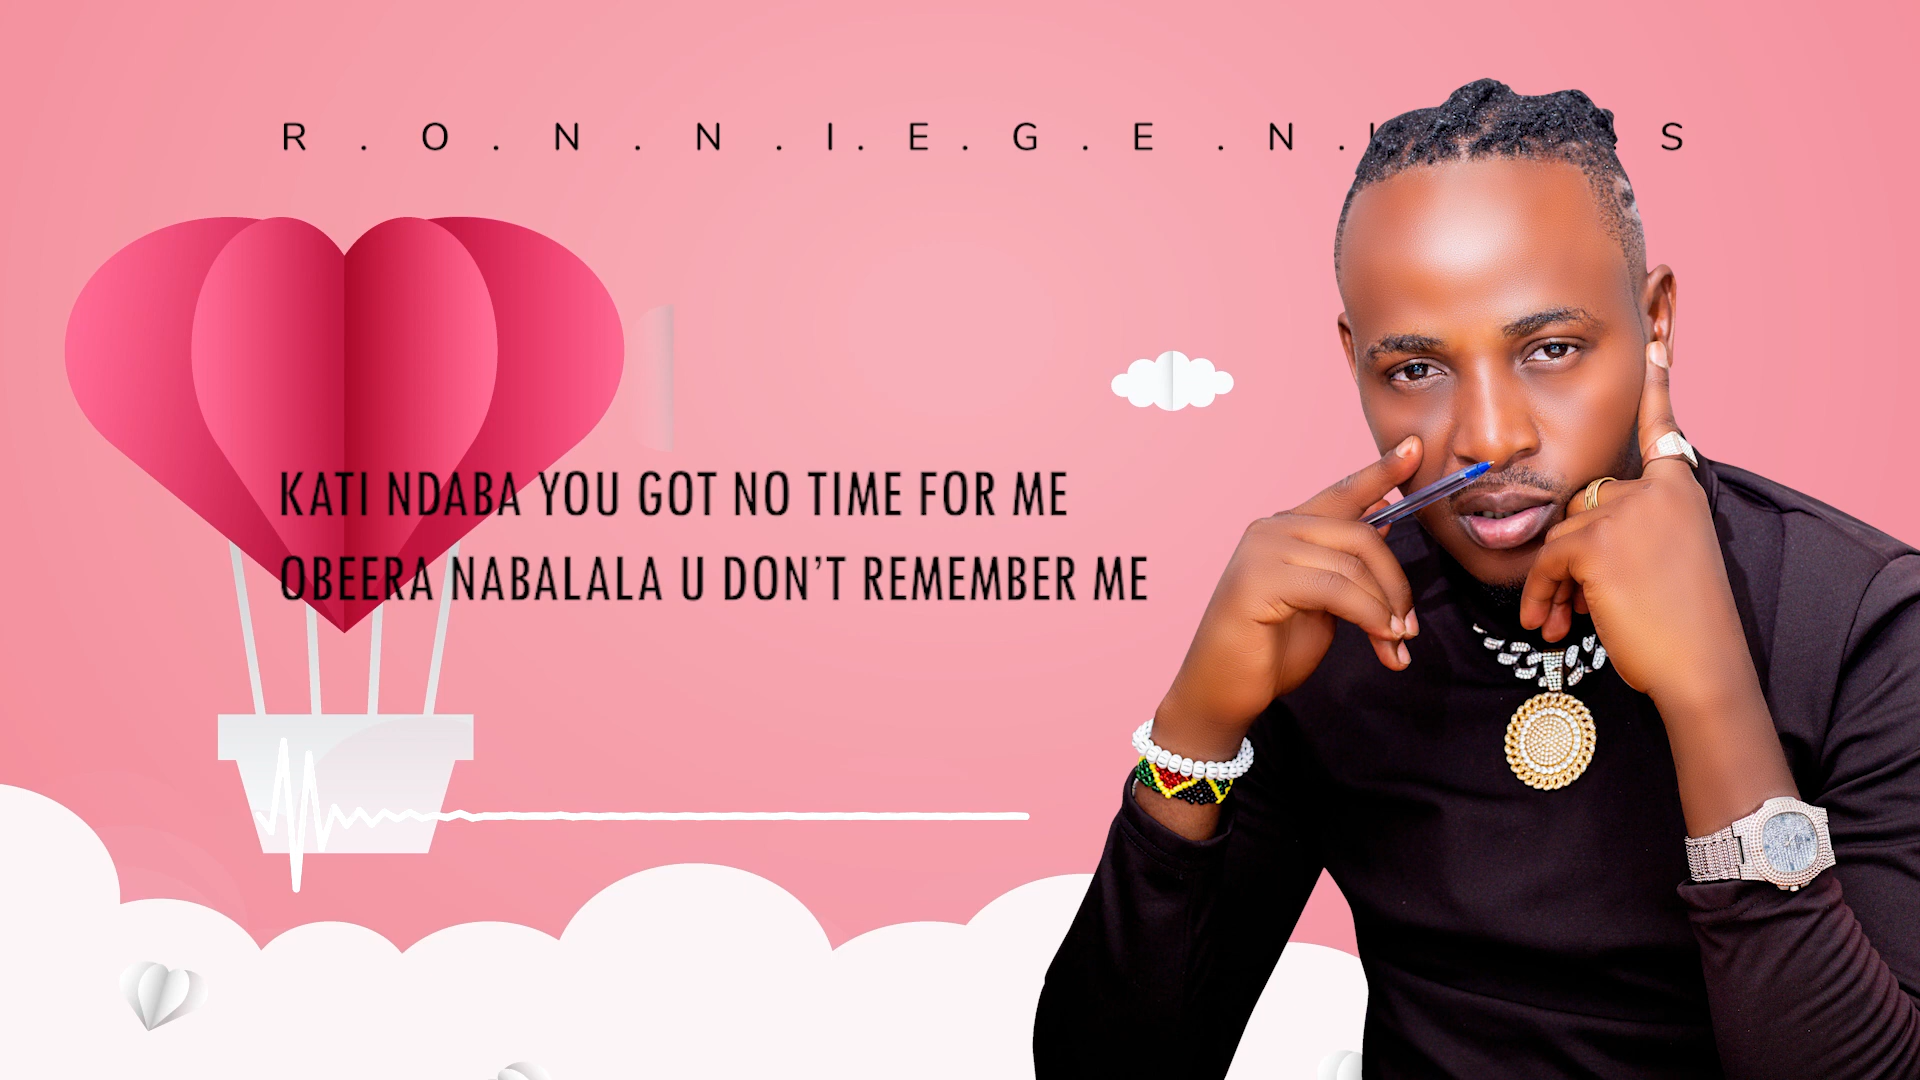 R . O . N . N . I . E . G . E . N . S
KATI NDABA YOU GOT NO TIME FOR ME
OBEERA NABALALA U DON'T REMEMBER ME